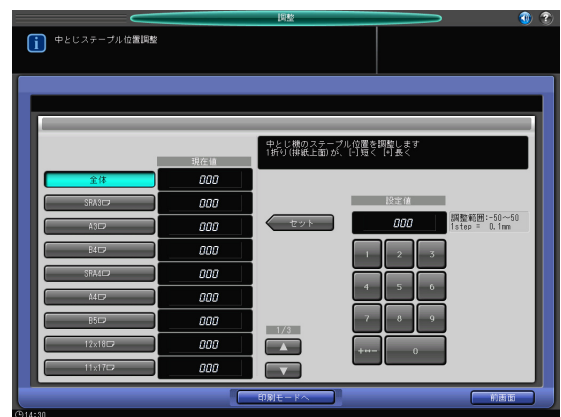 調整
中とじステープル位置調整
中とじ機のステープル位置を調整します
1折り(排紙上面)が、[-]短く [+]長く
現在値
全体 000
SRA3 000
A3 000
B4 000
SRA4 000
A4 000
B5 000
12×18 000
11×17 000
セット
1/3
▲
▼
設定値
000
調整範囲:-50～50
1step = 0.1mm
1 2 3
4 5 6
7 8 9
+↔- 0
印刷モードへ
前画面
14:30